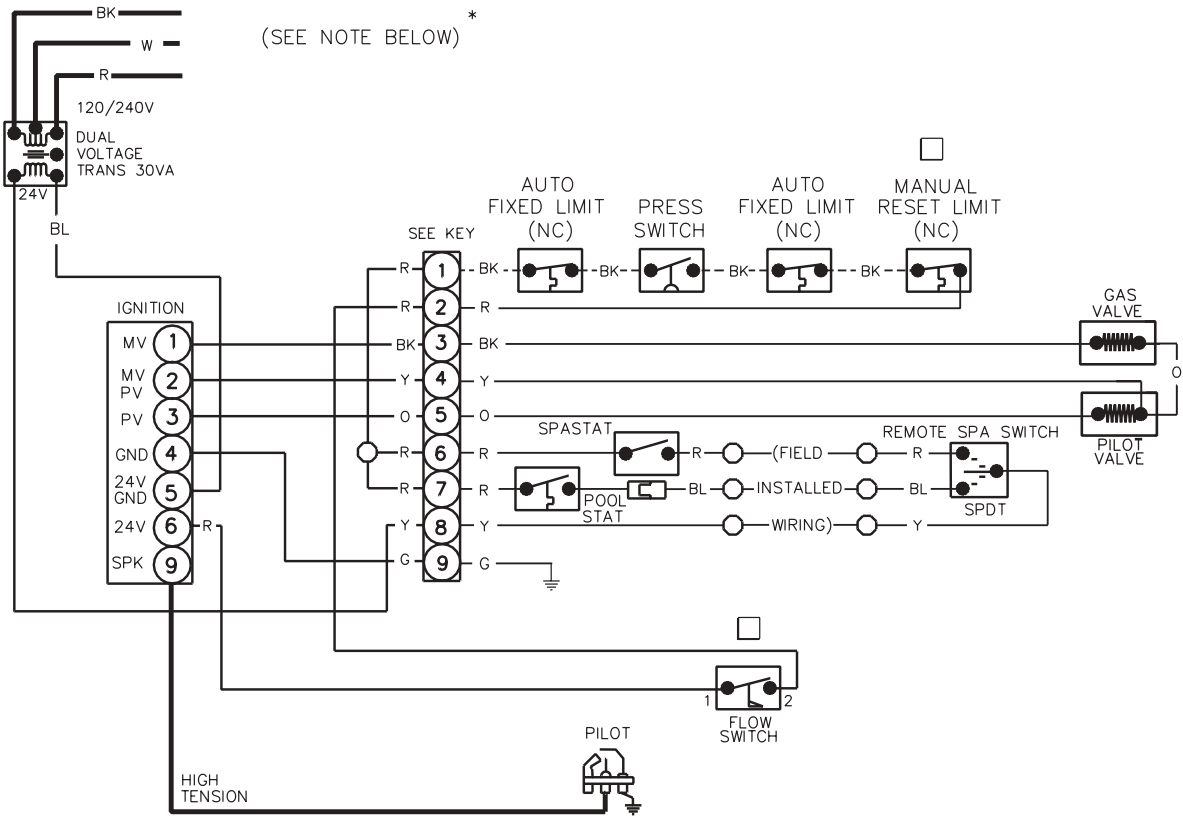 BK
*
W
(SEE NOTE BELOW)
R
120/240V
DUAL
VOLTAGE
TRANS 30VA
24V
BL
AUTO
FIXED LIMIT
(NC)
PRESS
SWITCH
AUTO
FIXED LIMIT
(NC)
MANUAL
RESET LIMIT
(NC)
SEE KEY
R 1 BK BK BK BK
R 2 R
IGNITION
GAS
VALVE
MV 1 BK 3 BK
O
MV
PV 2 Y 4 Y
PV 3 O 5 O
SPASTAT
REMOTE SPA SWITCH
PILOT
VALVE
GND 4 R 6 R R (FIELD R
24V
GND 5 R 7 R BL INSTALLED BL
POOL
STAT
SPDT
24V 6 R Y 8 Y WIRING) Y
SPK 9 G 9 G
1 2
FLOW
SWITCH
PILOT
HIGH
TENSION